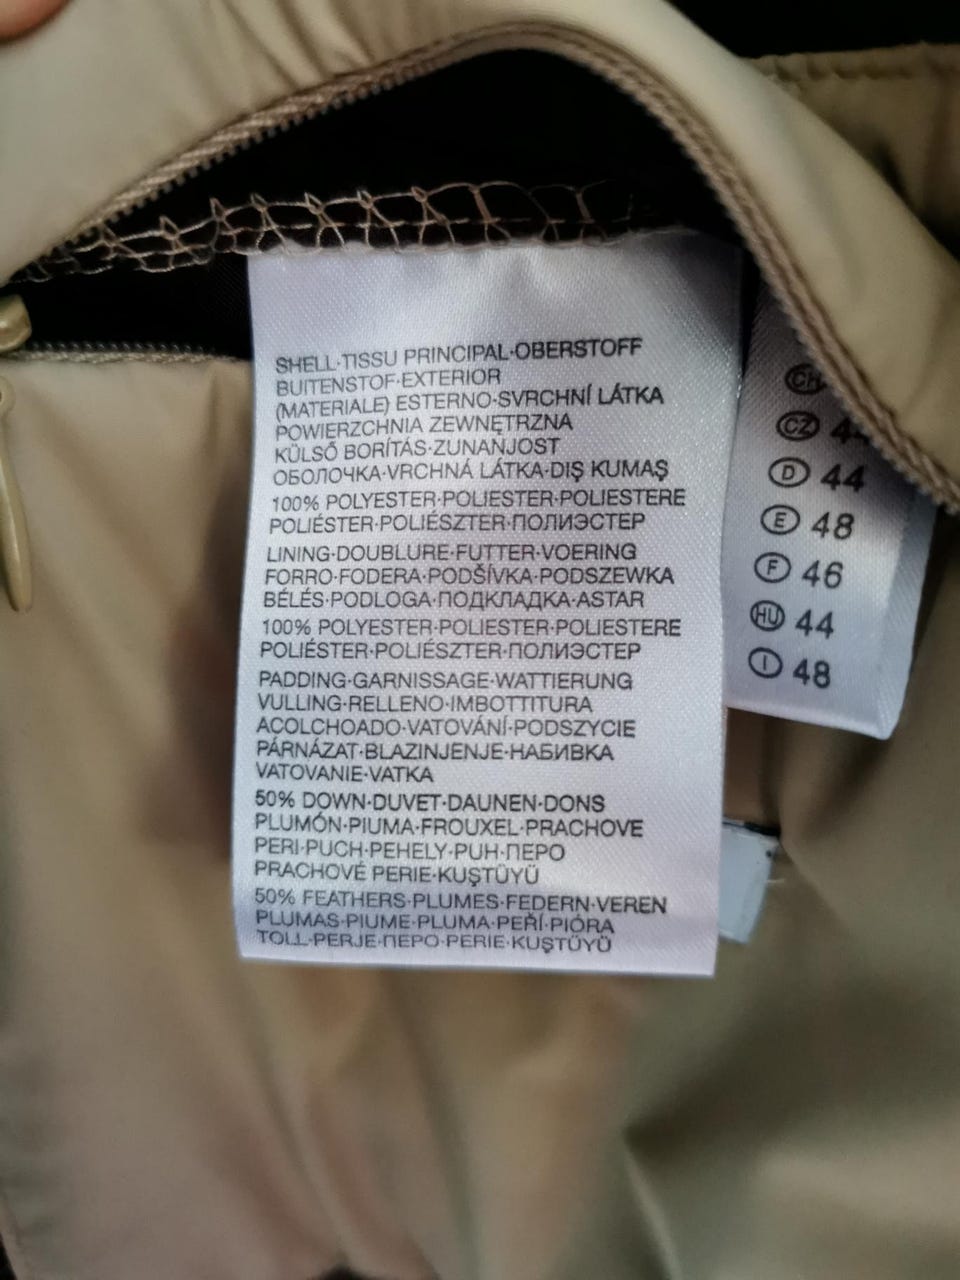 SHELL·TISSU PRINCIPAL·OBERSTOFF
BUITENSTOF·EXTERIOR
(MATERIALE) ESTERNO·SVRCHNÍ LÁTKA
POWIERZCHNIA ZEWNĘTRZNA
KÜLSŐ BORÍTÁS·ZUNANJOST
ОБОЛОЧКА·VRCHNÁ LÁTKA·DIŞ KUMAŞ
100% POLYESTER·POLIESTER·POLIESTERE
POLIÉSTER·POLIÉSZTER·ПОЛИЭСТЕР
LINING·DOUBLURE·FUTTER·VOERING
FORRO·FODERA·PODŠÍVKA·PODSZEWKA
BÉLÉS·PODLOGA·ПОДКЛАДКА·ASTAR
100% POLYESTER·POLIESTER·POLIESTERE
POLIÉSTER·POLIÉSZTER·ПОЛИЭСТЕР
PADDING·GARNISSAGE·WATTIERUNG
VULLING·RELLENO·IMBOTTITURA
ACOLCHOADO·VATOVÁNÍ·PODSZYCIE
PÁRNÁZAT·BLAZINJENJE·НАБИВКА
VATOVANIE·VATKA
50% DOWN·DUVET·DAUNEN·DONS
PLUMÓN·PIUMA·FROUXEL·PRACHOVE
PERI·PUCH·PEHELY·PUH·ПЕРО
PRACHOVÉ PERIE·KUŞTÜYÜ
50% FEATHERS·PLUMES·FEDERN·VEREN
PLUMAS·PIUME·PLUMA·PEŘÍ·PIÓRA
TOLL·PERJE·ПЕРО·PERIE·KUŞTÜYÜ
CH
CZ 44
D 44
E 48
F 46
HU 44
I 48